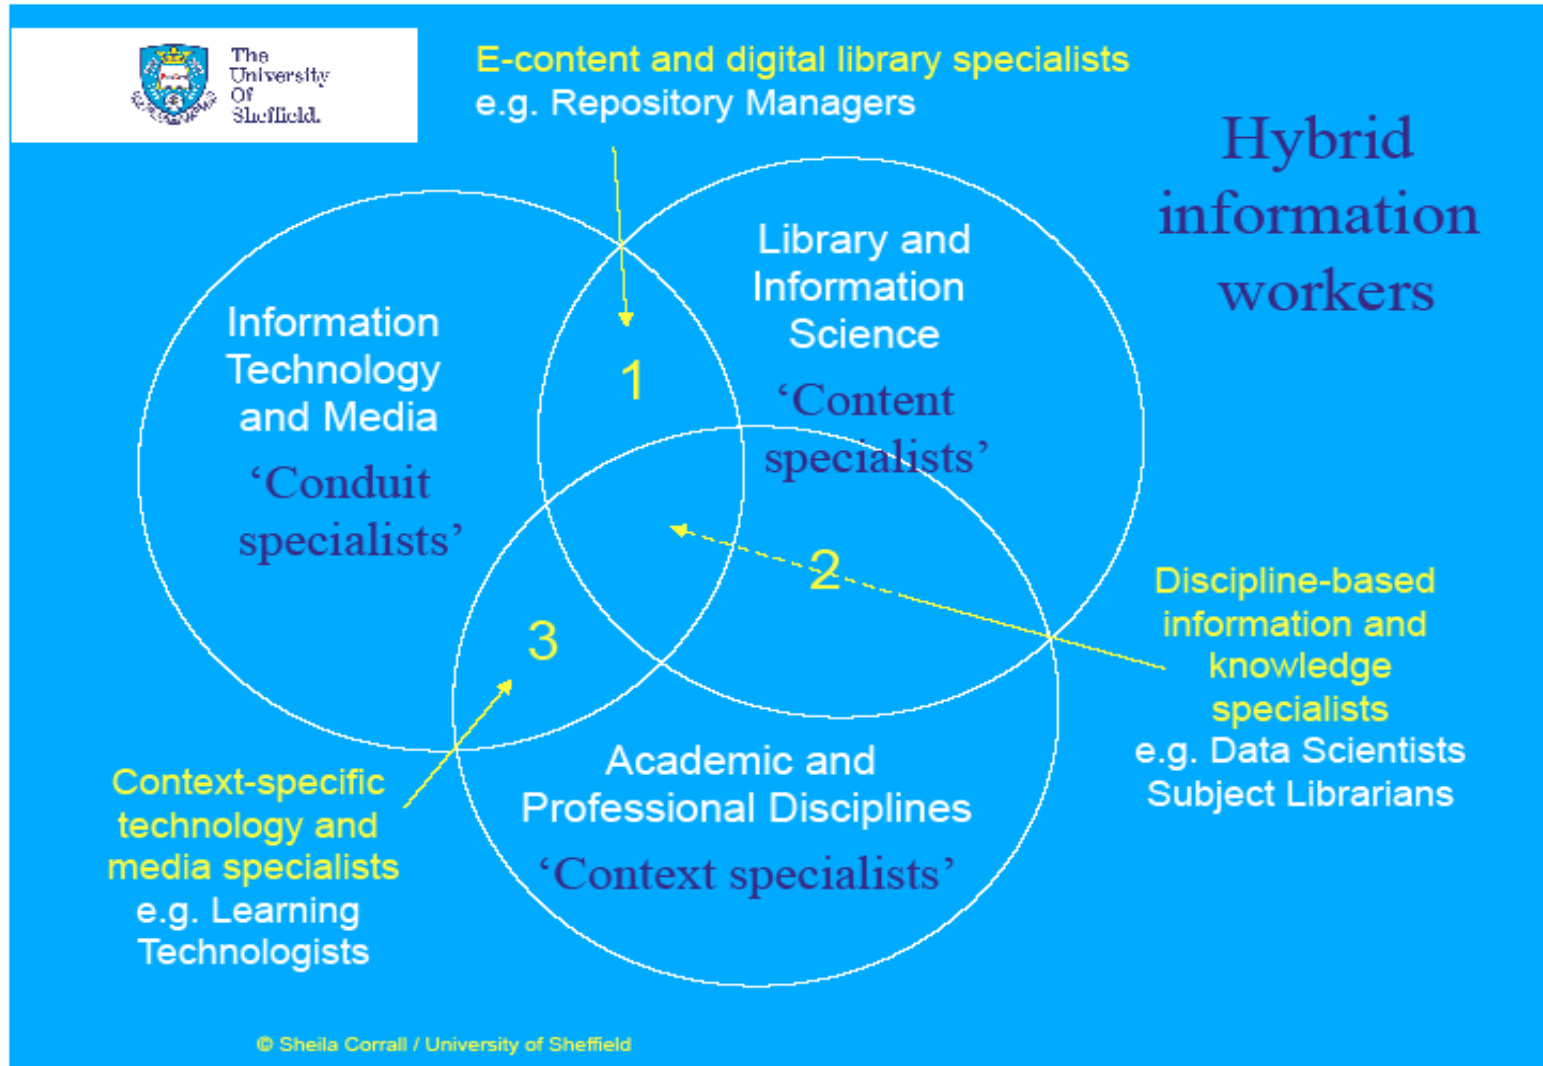 The
University
Of
Sheffield.
E-content and digital library specialists
e.g. Repository Managers
Hybrid
information
workers
Library and
Information
Science
‘Content
specialists’
Information
Technology
and Media
‘Conduit
specialists’
1
2
3
Discipline-based
information and
knowledge
specialists
e.g. Data Scientists
Subject Librarians
Context-specific
technology and
media specialists
e.g. Learning
Technologists
Academic and
Professional Disciplines
‘Context specialists’
© Sheila Corrall / University of Sheffield